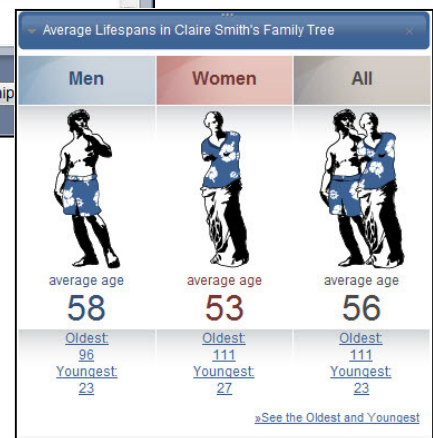 Average Lifespans in Claire Smith's Family Tree
hip
Men Women All
average age average age average age
58 53 56
Oldest: Oldest: Oldest:
96 111 111
Youngest: Youngest: Youngest:
23 27 23
»See the Oldest and Youngest